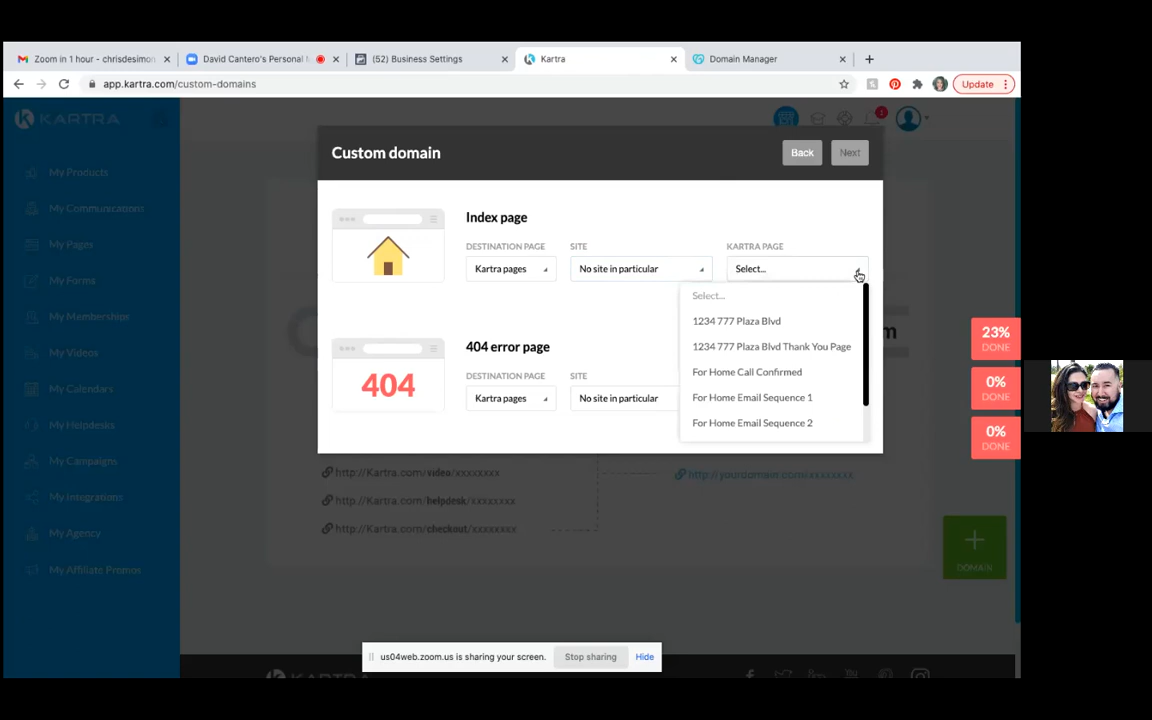 Zoom in 1 hour - chrisdesimon
David Cantero's Personal
(52) Business Settings
Kartra
Domain Manager
app.kartra.com/custom-domains
Update
KARTRA
1
Custom domain
Back
Next
My Products
My Communications
My Pages
My Forms
My Memberships
My Videos
My Calendars
My Helpdesks
My Campaigns
My Integrations
My Agency
My Affiliate Promos
Index page
DESTINATION PAGE
SITE
KARTRA PAGE
Kartra pages
No site in particular
Select...
Select...
1234 777 Plaza Blvd
1234 777 Plaza Blvd Thank You Page
For Home Call Confirmed
For Home Email Sequence 1
For Home Email Sequence 2
404
404 error page
DESTINATION PAGE
SITE
Kartra pages
No site in particular
m
23%
DONE
0%
DONE
0%
DONE
http://Kartra.com/video/xxxxxxxx
http://yourdomain.com/xxxxxxxx
http://Kartra.com/helpdesk/xxxxxxxx
http://Kartra.com/checkout/xxxxxxxx
DOMAIN
us04web.zoom.us is sharing your screen.
Stop sharing
Hide
KARTRA